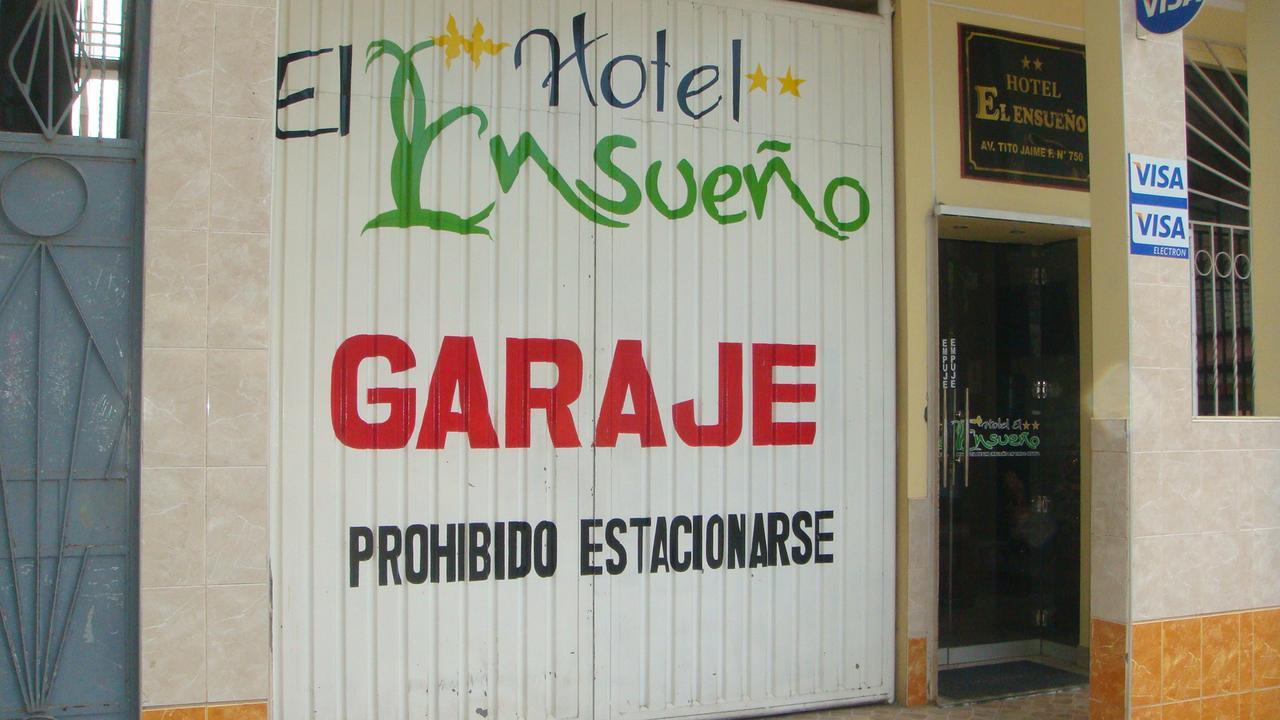 El Hotel
Ensueño
GARAJE
PROHIBIDO ESTACIONARSE
HOTEL
EL ENSUEÑO
AV. TITO JAIME F. Nº 750
VISA
VISA
VISA
ELECTRON
EMPUJE
EMPUJE
Hotel El
Ensueño